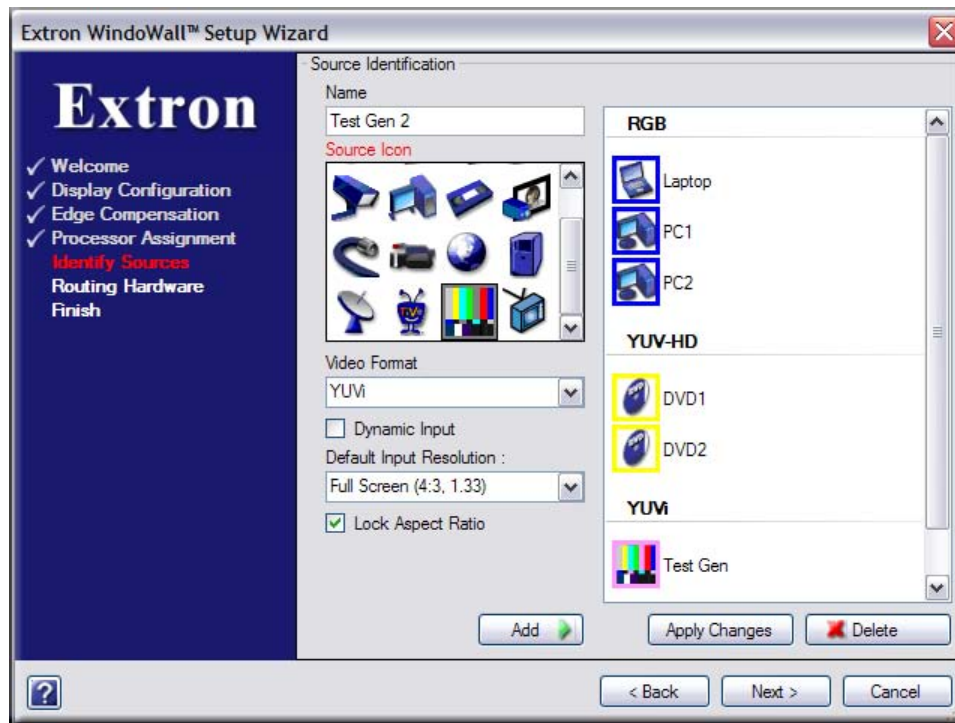 Extron WindoWall™ Setup Wizard
Extron
Welcome
Display Configuration
Edge Compensation
Processor Assignment
Identify Sources
Routing Hardware
Finish
Source Identification
Name
Test Gen 2
Source Icon
TiVo
Video Format
YUVi
Dynamic Input
Default Input Resolution :
Full Screen (4:3, 1.33)
Lock Aspect Ratio
Add
RGB
Laptop
PC1
PC2
YUV-HD
DVD
DVD1
DVD
DVD2
YUVi
Test Gen
Apply Changes
Delete
?
< Back
Next >
Cancel